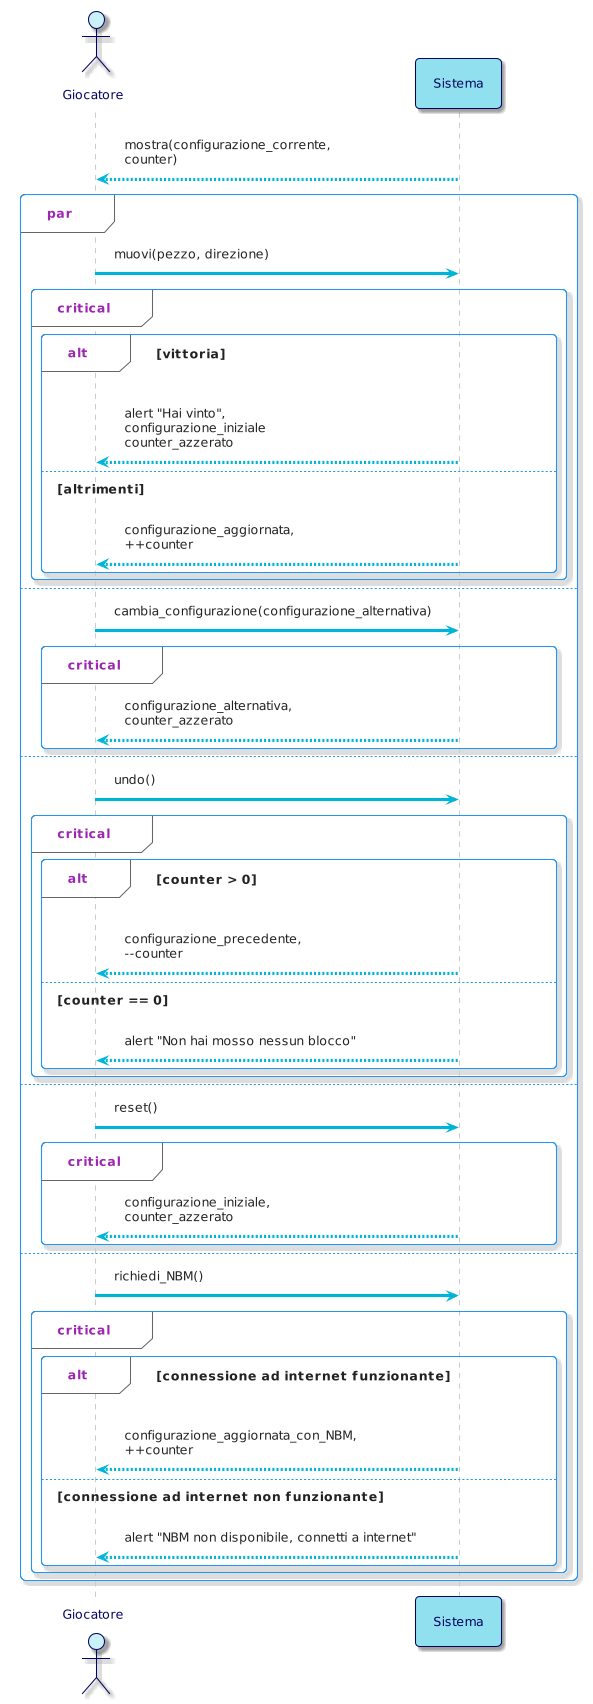 Giocatore
Sistema
mostra(configurazione_corrente,
counter)
par
muovi(pezzo, direzione)
critical
alt [vittoria]
alert "Hai vinto",
configurazione_iniziale
counter_azzerato
[altrimenti]
configurazione_aggiornata,
++counter
cambia_configurazione(configurazione_alternativa)
critical
configurazione_alternativa,
counter_azzerato
undo()
critical
alt [counter > 0]
configurazione_precedente,
--counter
[counter == 0]
alert "Non hai mosso nessun blocco"
reset()
critical
configurazione_iniziale,
counter_azzerato
richiedi_NBM()
critical
alt [connessione ad internet funzionante]
configurazione_aggiornata_con_NBM,
++counter
[connessione ad internet non funzionante]
alert "NBM non disponibile, connetti a internet"
Giocatore
Sistema